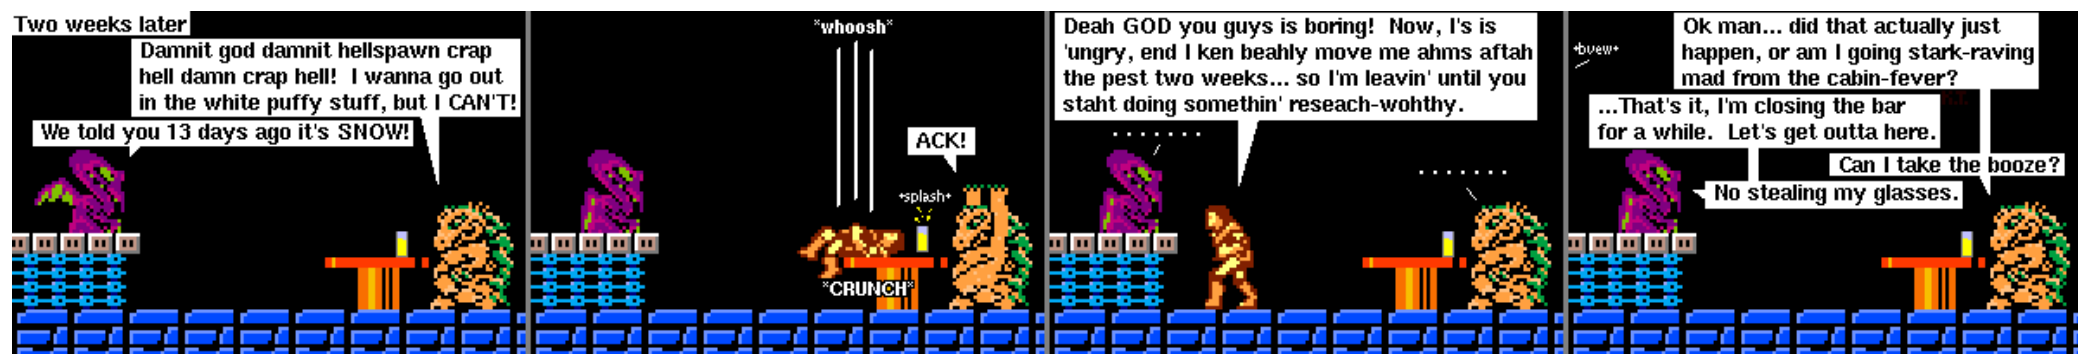 Two weeks later
Damnit god damnit hellspawn crap
hell damn crap hell! I wanna go out
in the white puffy stuff, but I CAN'T!
We told you 13 days ago it's SNOW!
*whoosh*
ACK!
*splash*
*CRUNCH*
Deah GOD you guys is boring! Now, I's is
'ungry, end I ken beahly move me ahms aftah
the pest two weeks... so I'm leavin' until you
staht doing somethin' reseach-wohthy.
. . . . . . .
. . . . . . .
*bvew*
Ok man... did that actually just
happen, or am I going stark-raving
mad from the cabin-fever?
...That's it, I'm closing the bar
for a while. Let's get outta here.
Can I take the booze?
No stealing my glasses.